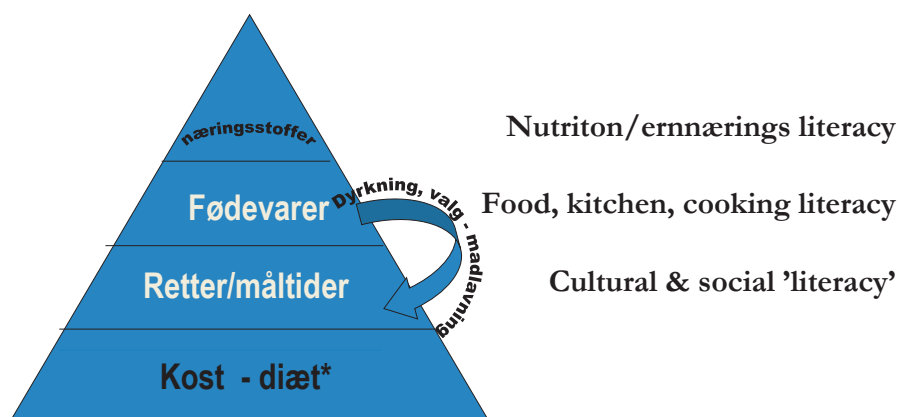 næringsstoffer
Nutriton/ernnærings literacy
Fødevarer
Dyrkning, valg - madlavning
Food, kitchen, cooking literacy
Retter/måltider
Cultural & social ’literacy’
Kost - diæt*